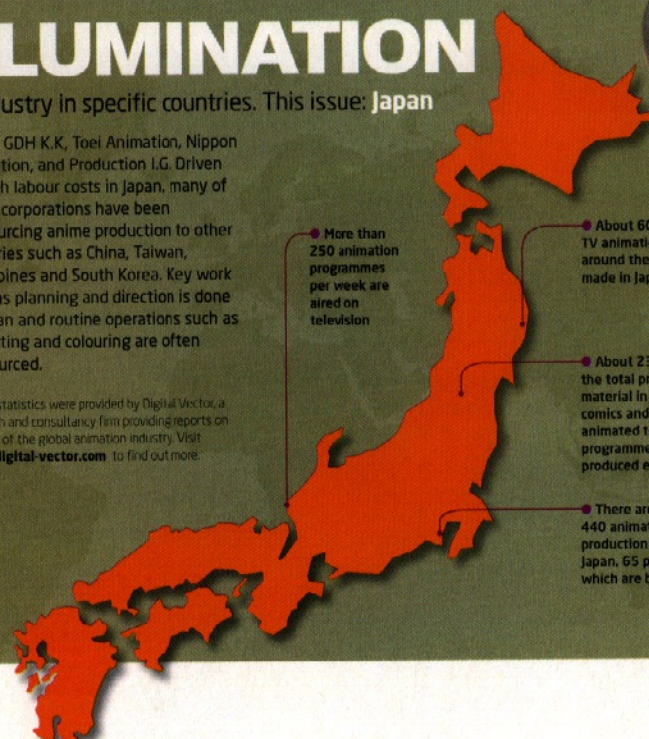 LUMINATION
ustry in specific countries. This issue: Japan
GDH K.K, Toei Animation, Nippon
tion, and Production I.G. Driven
h labour costs in Japan, many of
corporations have been
urcing anime production to other
ries such as China, Taiwan,
pines and South Korea. Key work
as planning and direction is done
an and routine operations such as
ting and colouring are often
urced.
statistics were provided by Digital Vector, a
h and consultancy firm providing reports on
of the global animation industry. Visit
igital-vector.com to find out more.
More than
250 animation
programmes
per week are
aired on
television
About 60
TV animati
around the
made in Jap
About 23
the total pr
material in
comics and
animated t
programme
produced e
There are
440 animat
production
Japan, 65 p
which are b